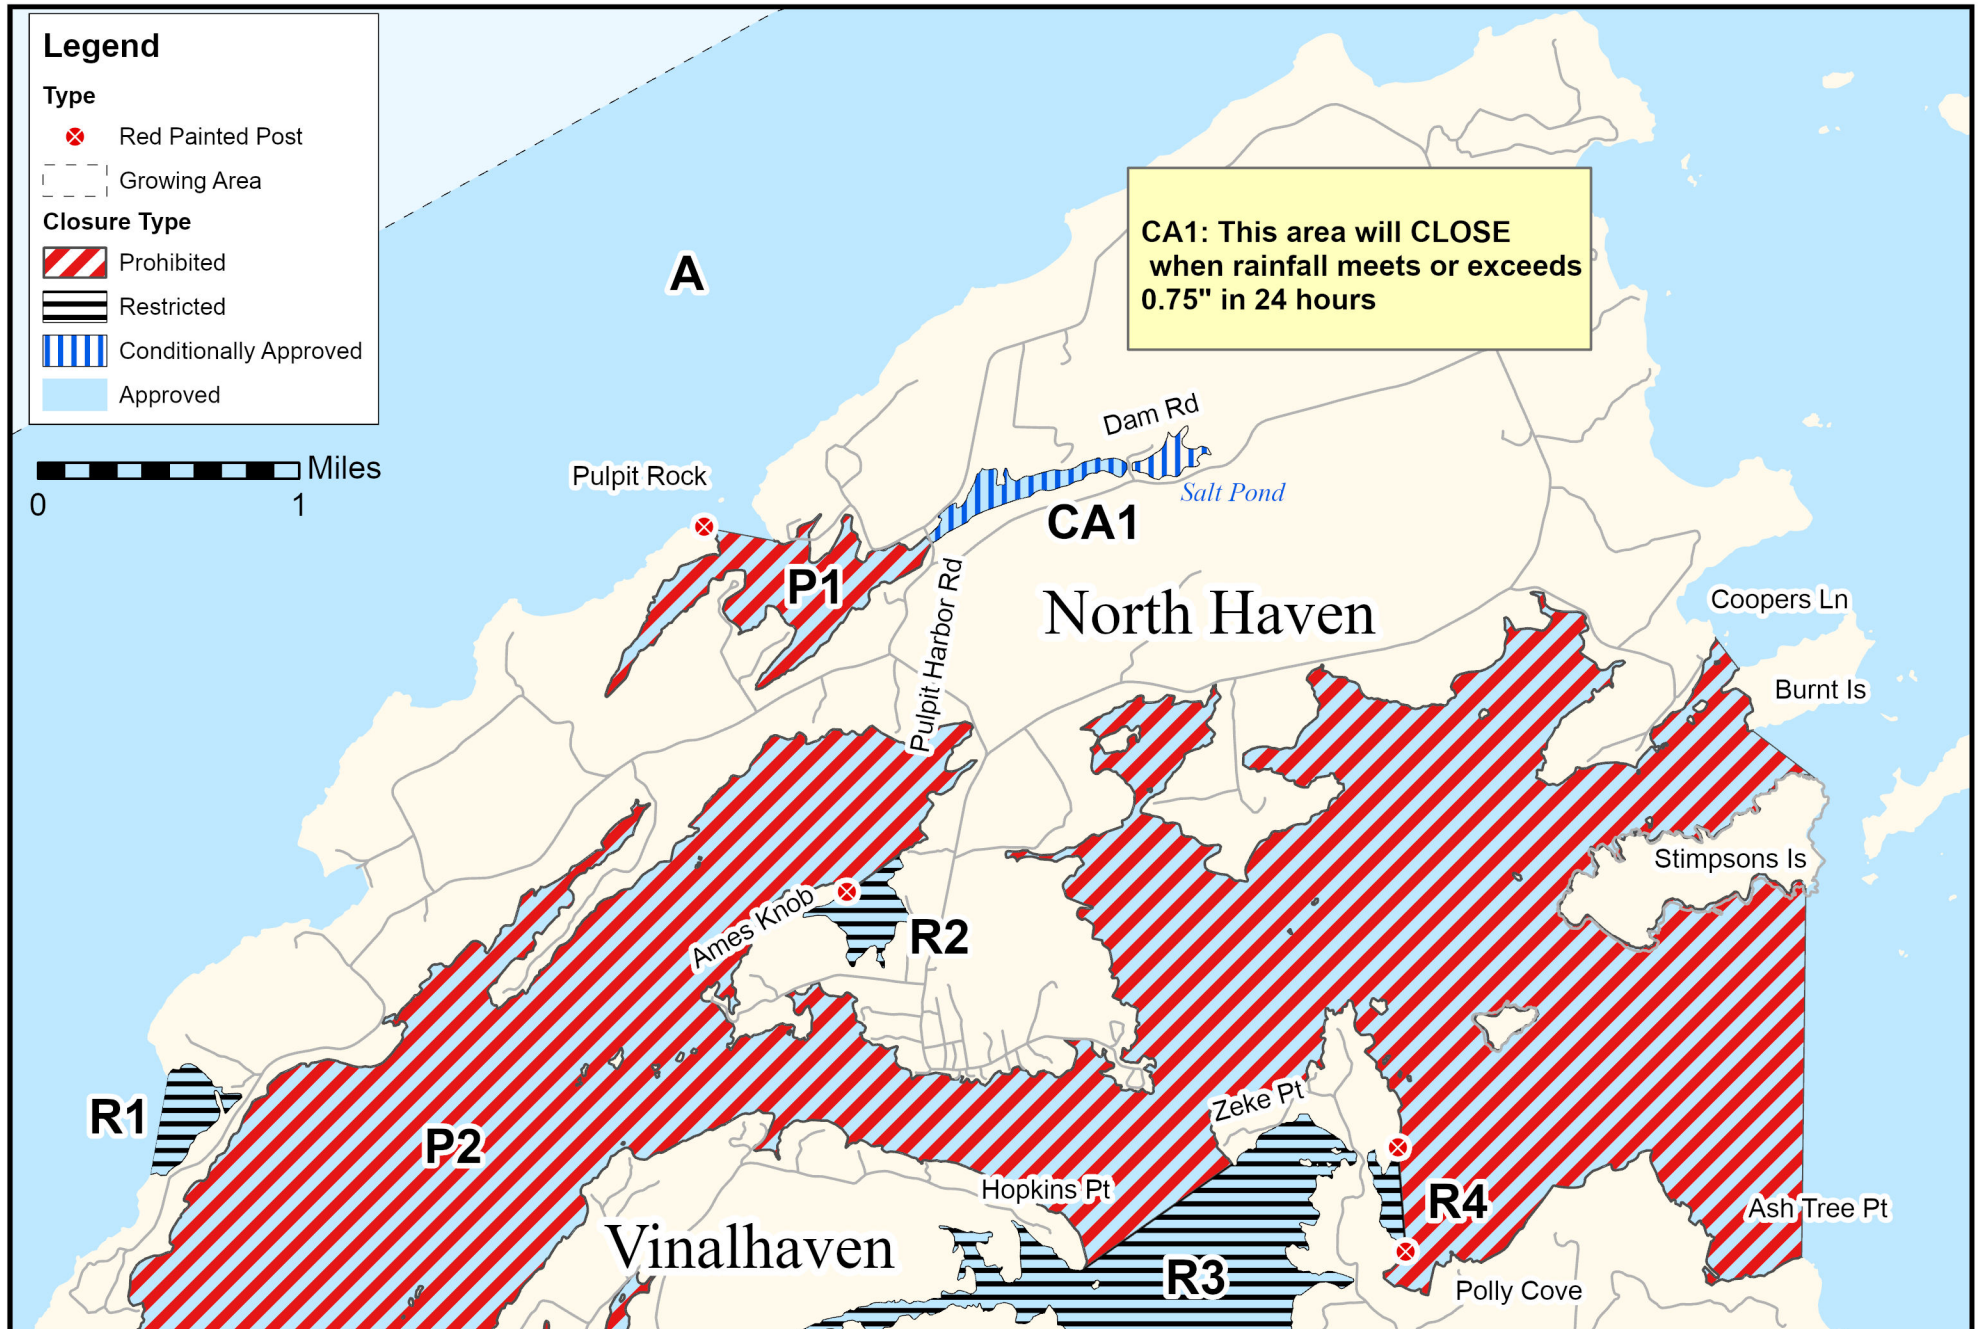 Legend
Type
Red Painted Post
Growing Area
Closure Type
Prohibited
Restricted
Conditionally Approved
Approved
Miles
0 1
A
CA1: This area will CLOSE
when rainfall meets or exceeds
0.75" in 24 hours
Dam Rd
Pulpit Rock
Salt Pond
CA1
P1
Pulpit Harbor Rd
North Haven
Coopers Ln
Burnt Is
Stimpsons Is
Ames Knob
R2
R1
P2
Zeke Pt
Hopkins Pt
R4
Ash Tree Pt
Vinalhaven
R3
Polly Cove